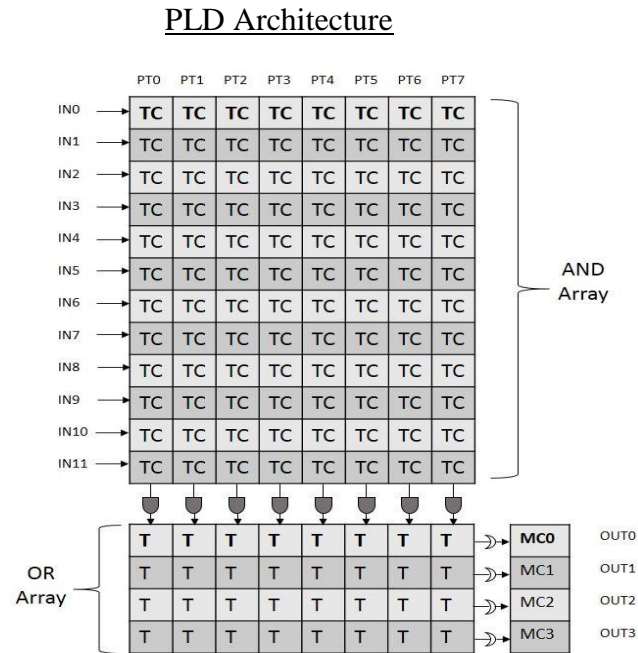 PLD Architecture
PT0 PT1 PT2 PT3 PT4 PT5 PT6 PT7
IN0 TC TC TC TC TC TC TC TC
IN1 TC TC TC TC TC TC TC TC
IN2 TC TC TC TC TC TC TC TC
IN3 TC TC TC TC TC TC TC TC
IN4 TC TC TC TC TC TC TC TC
IN5 TC TC TC TC TC TC TC TC
IN6 TC TC TC TC TC TC TC TC
IN7 TC TC TC TC TC TC TC TC
IN8 TC TC TC TC TC TC TC TC
IN9 TC TC TC TC TC TC TC TC
IN10 TC TC TC TC TC TC TC TC
IN11 TC TC TC TC TC TC TC TC
AND
Array
T T T T T T T T MC0 OUT0
T T T T T T T T MC1 OUT1
T T T T T T T T MC2 OUT2
T T T T T T T T MC3 OUT3
OR
Array